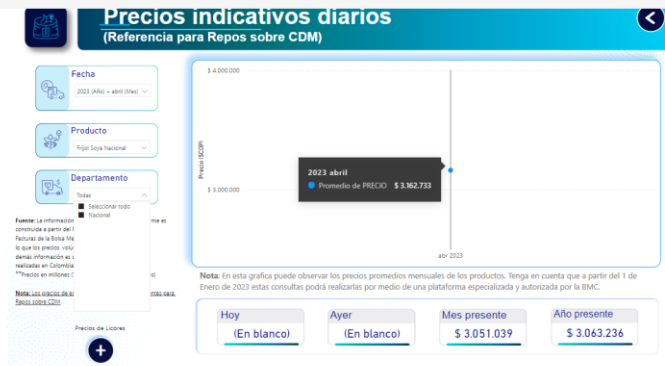 Precios indicativos diarios
(Referencia para Repos sobre CDM)
Fecha
2023 (Año) + abril (Mes)
Producto
Frijol Soya Nacional
Departamento
Todas
Seleccionar todo
Nacional
Fuente: La información
me es
construida a partir del
Facturas de la Bolsa Me
lo que los precios, volú
demás información es
realizadas en Colombia
**Precios en millones
Nota: Los precios de
ntas para
Repos sobre CDM
Precios de Licores
$ 4.000.000
Precio ($COP)
$ 3.000.000
2023 abril
Promedio de PRECIO $ 3.162.733
abr 2023
Nota: En esta grafica puede observar los precios promedios mensuales de los productos. Tenga en cuenta que a partir del 1 de
Enero de 2023 estas consultas podrá realizarlas por medio de una plataforma especializada y autorizada por la BMC.
Hoy
(En blanco)
Ayer
(En blanco)
Mes presente
$ 3.051.039
Año presente
$ 3.063.236